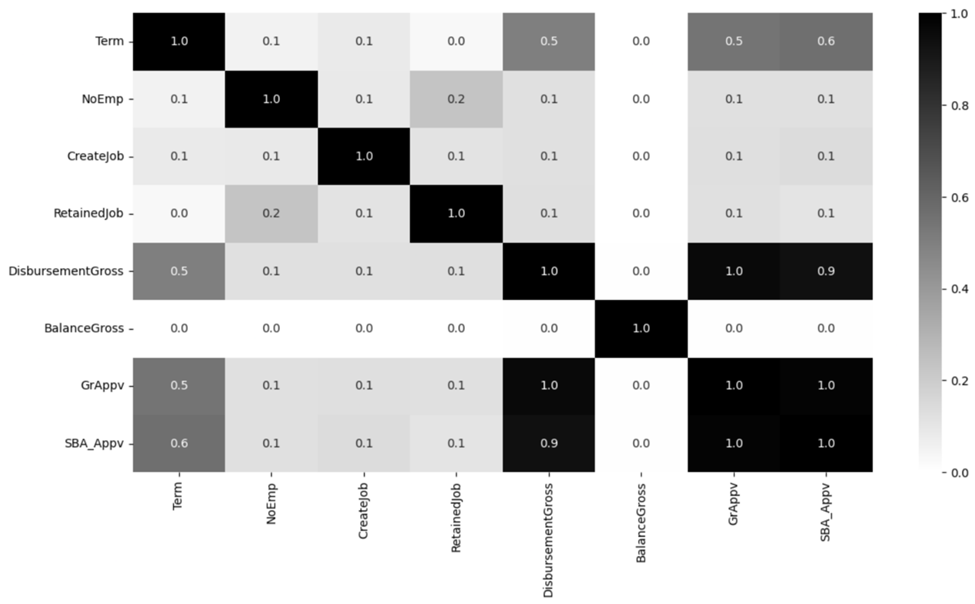 Term 1.0 0.1 0.1 0.0 0.5 0.0 0.5 0.6
NoEmp 0.1 1.0 0.1 0.2 0.1 0.0 0.1 0.1
CreateJob 0.1 0.1 1.0 0.1 0.1 0.0 0.1 0.1
RetainedJob 0.0 0.2 0.1 1.0 0.1 0.0 0.1 0.1
DisbursementGross 0.5 0.1 0.1 0.1 1.0 0.0 1.0 0.9
BalanceGross 0.0 0.0 0.0 0.0 0.0 1.0 0.0 0.0
GrAppv 0.5 0.1 0.1 0.1 1.0 0.0 1.0 1.0
SBA_Appv 0.6 0.1 0.1 0.1 0.9 0.0 1.0 1.0
Term
NoEmp
CreateJob
RetainedJob
DisbursementGross
BalanceGross
GrAppv
SBA_Appv
1.0
0.8
0.6
0.4
0.2
0.0